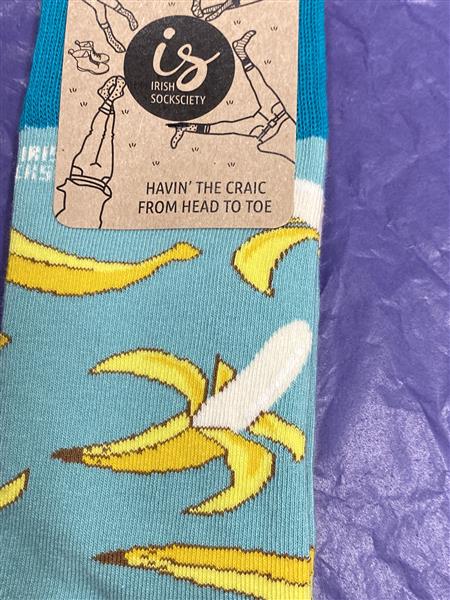 is
IRISH
SOCKSCIETY
HAVIN' THE CRAIC
FROM HEAD TO TOE